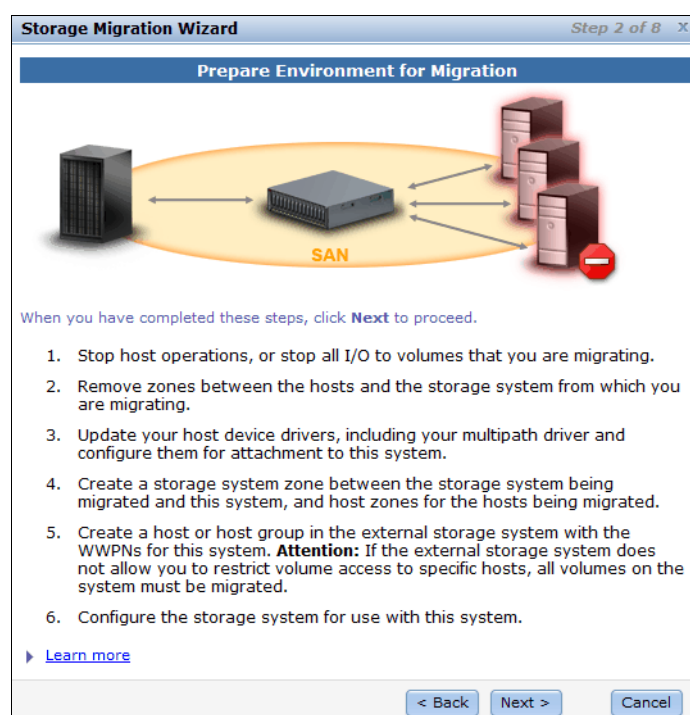 Storage Migration Wizard
Step 2 of 8 X
Prepare Environment for Migration
SAN
When you have completed these steps, click Next to proceed.
1. Stop host operations, or stop all I/O to volumes that you are migrating.
2. Remove zones between the hosts and the storage system from which you
are migrating.
3. Update your host device drivers, including your multipath driver and
configure them for attachment to this system.
4. Create a storage system zone between the storage system being
migrated and this system, and host zones for the hosts being migrated.
5. Create a host or host group in the external storage system with the
WWPNs for this system. Attention: If the external storage system does
not allow you to restrict volume access to specific hosts, all volumes on the
system must be migrated.
6. Configure the storage system for use with this system.
Learn more
< Back Next > Cancel